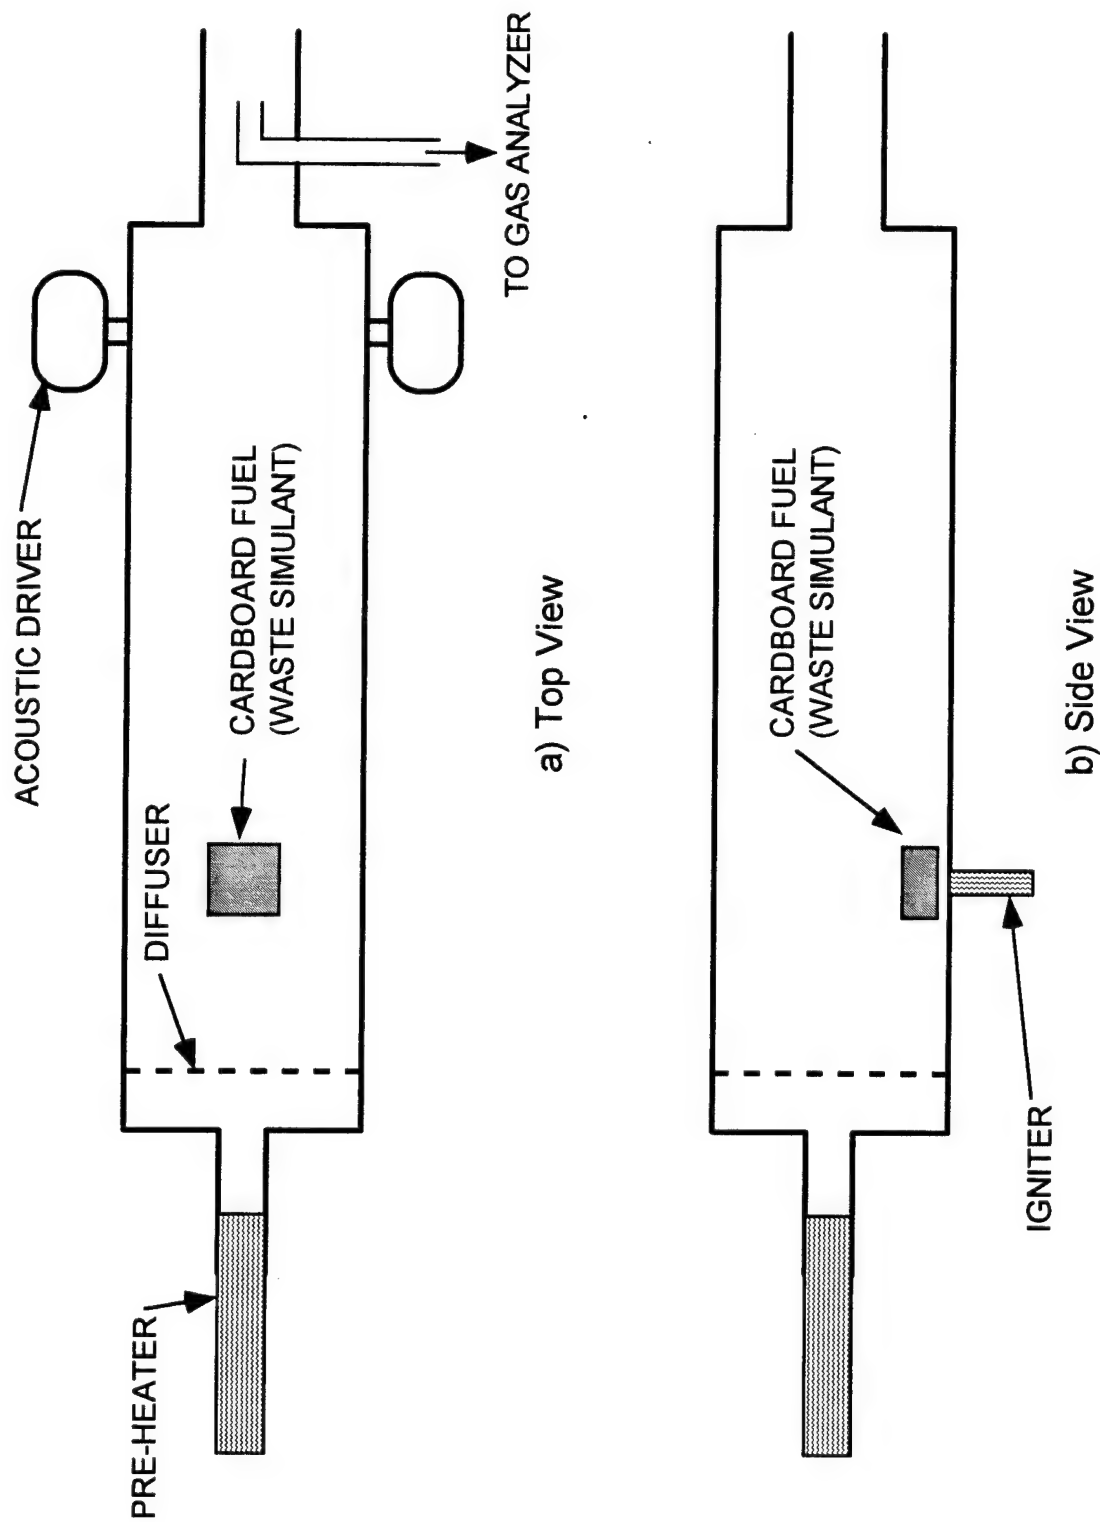 ACOUSTIC DRIVER
PRE-HEATER
DIFFUSER
CARDBOARD FUEL
(WASTE SIMULANT)
TO GAS ANALYZER
a) Top View
CARDBOARD FUEL
(WASTE SIMULANT)
IGNITER
b) Side View